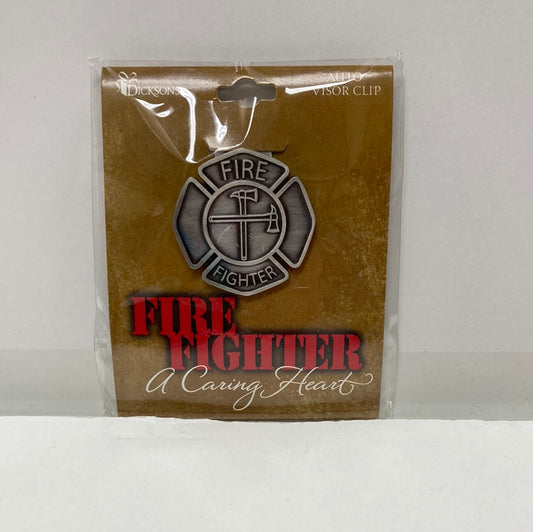 Dicksons
AUTO
VISOR CLIP
FIRE
FIGHTER
FIRE
FIGHTER
A Caring Heart